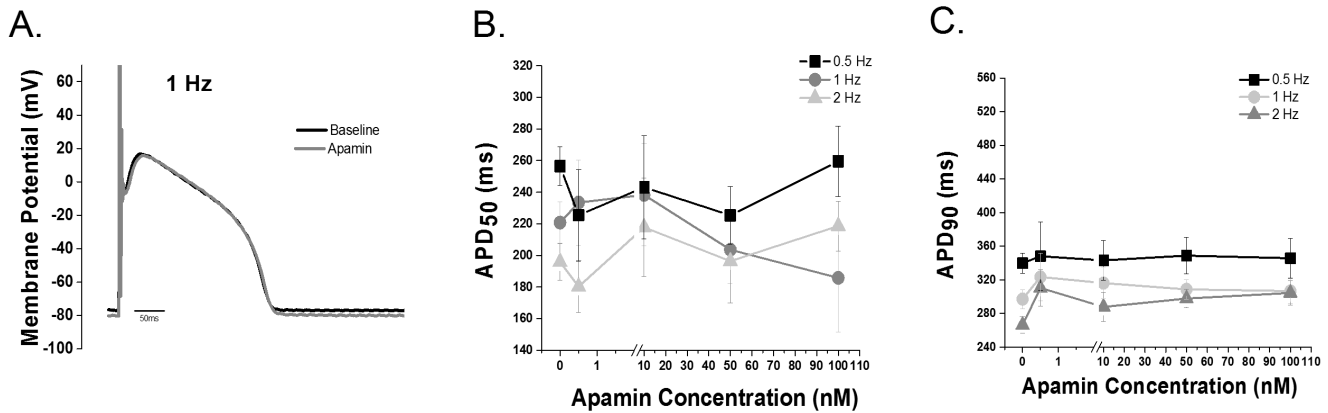 A.
1 Hz
Membrane Potential (mV)
60
40
20
0
-20
-40
-60
-80
-100
Baseline
Apamin
50ms
B.
0.5 Hz
1 Hz
2 Hz
APD50 (ms)
320
300
280
260
240
220
200
180
160
140
0 1 10 20 30 40 50 60 70 80 90 100 110
Apamin Concentration (nM)
C.
0.5 Hz
1 Hz
2 Hz
APD90 (ms)
560
520
480
440
400
360
320
280
240
0 1 10 20 30 40 50 60 70 80 90 100 110
Apamin Concentration (nM)